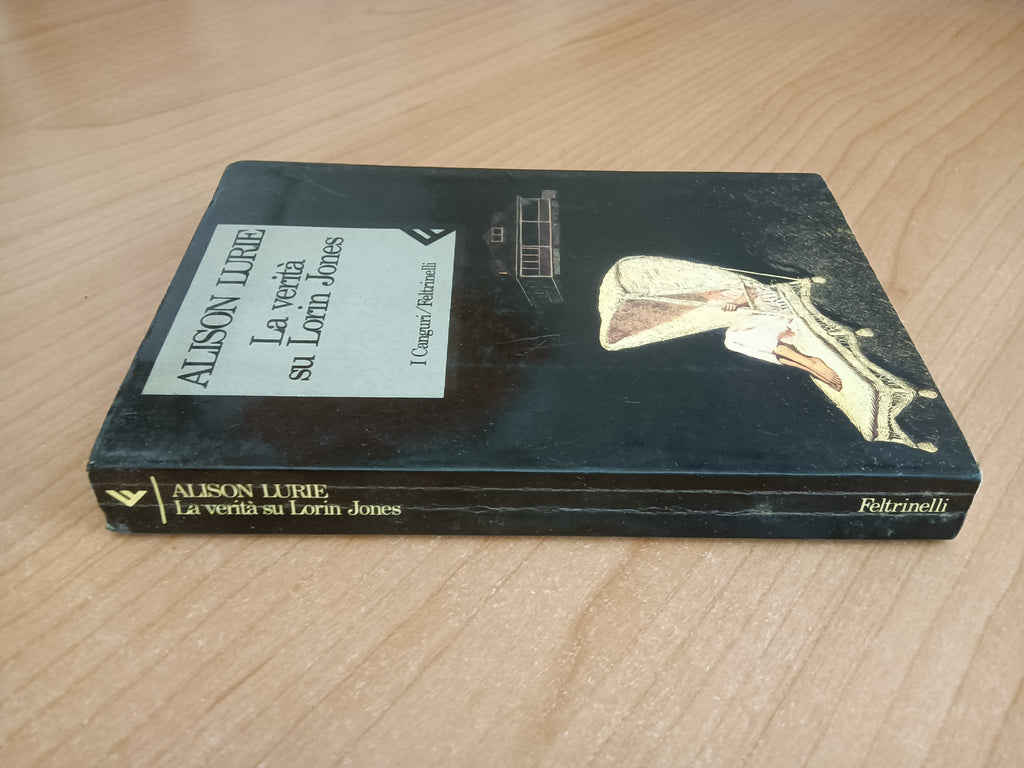 ALISON LURIE
La verità
su Lorin Jones
I Canguri/Feltrinelli
ALISON LURIE
La verità su Lorin Jones
Feltrinelli